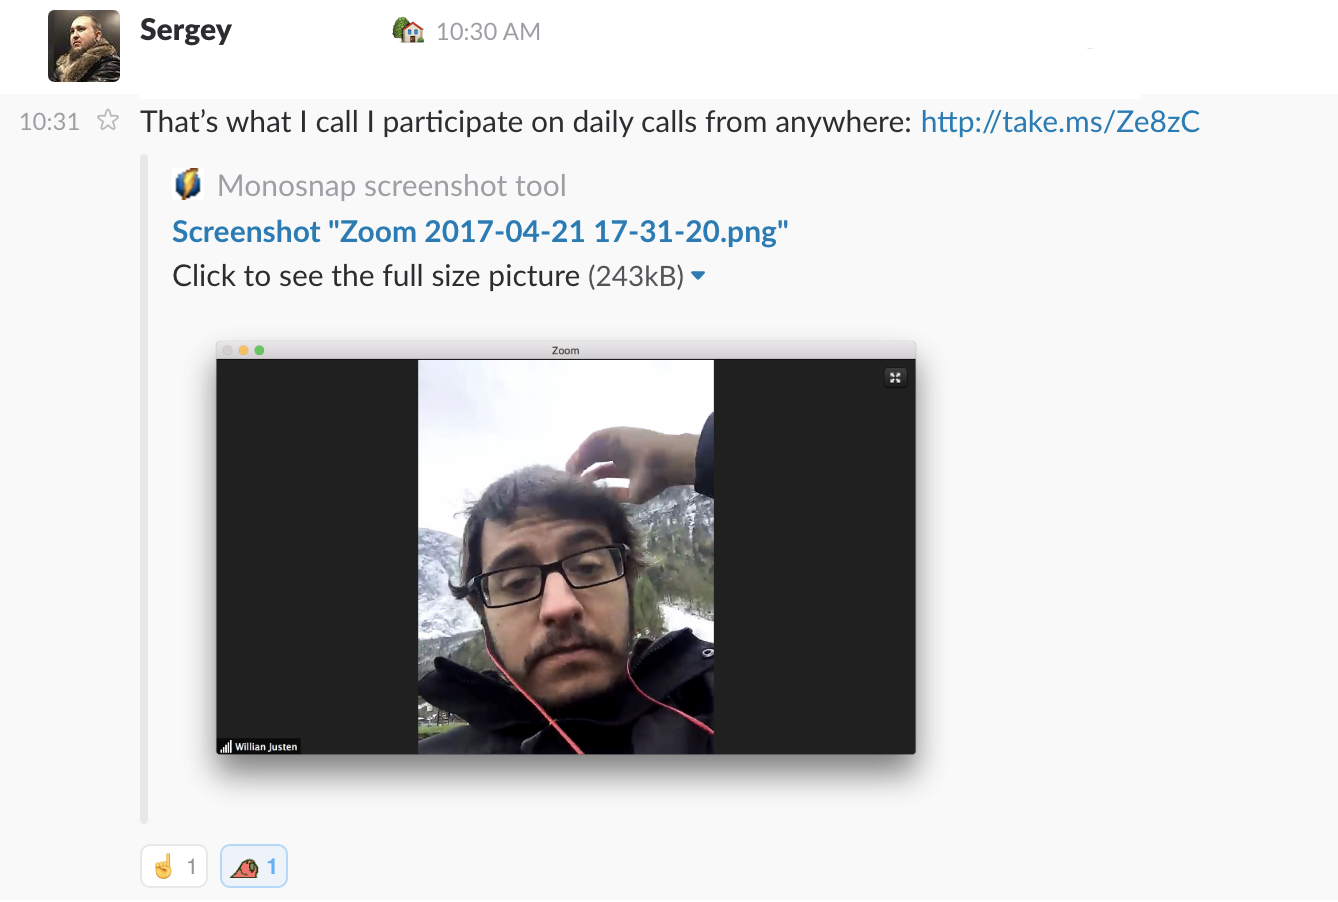 Sergey 10:30 AM
10:31 That’s what I call I participate on daily calls from anywhere: http://take.ms/Ze8zC
Monosnap screenshot tool
Screenshot "Zoom 2017-04-21 17-31-20.png"
Click to see the full size picture (243kB)
Zoom
Willian Justen
1 1